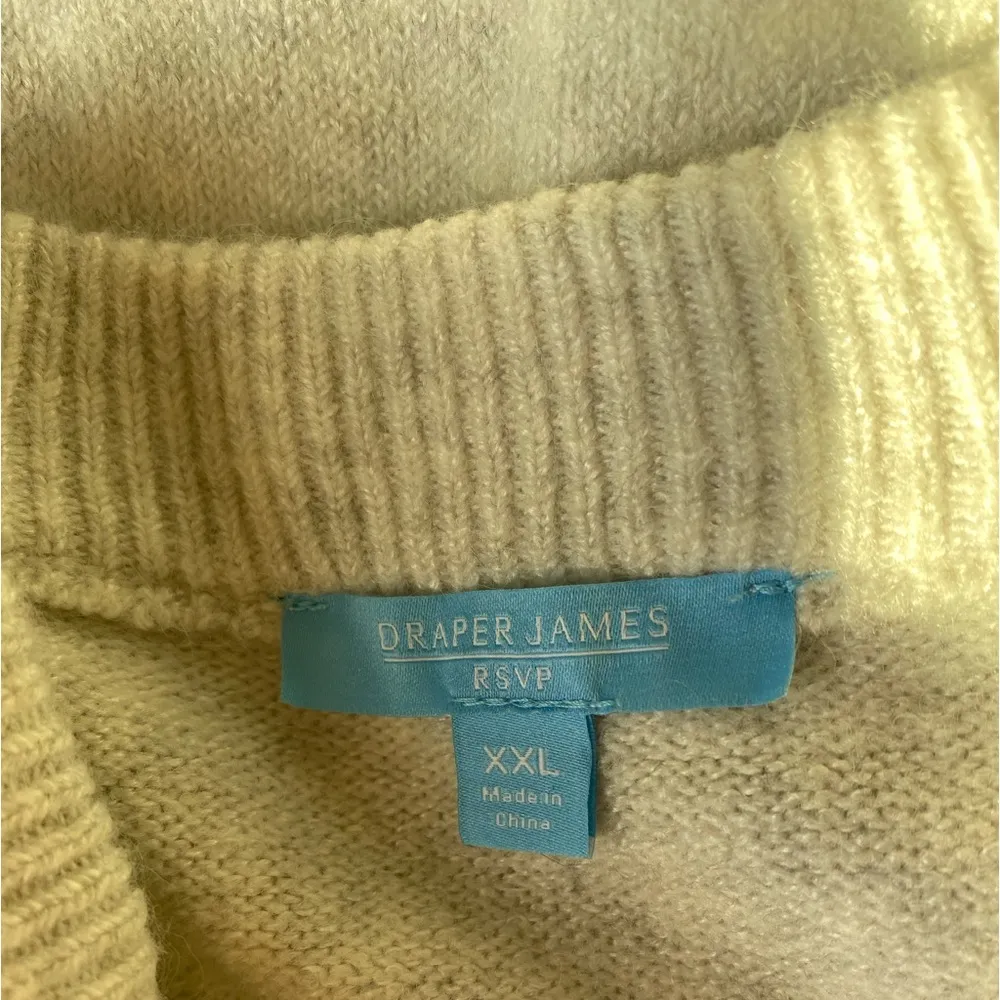 DRAPER JAMES
RSVP
XXL
Made in
China